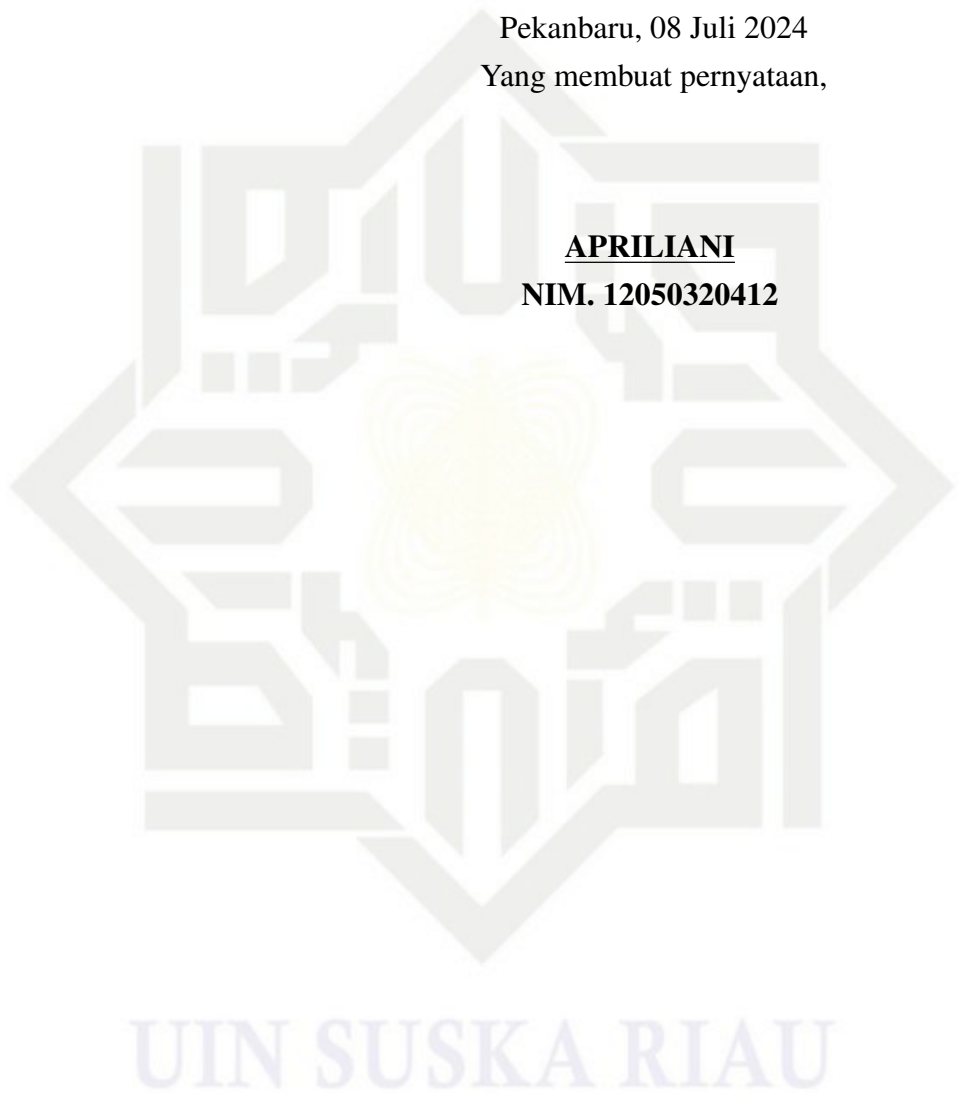 Pekanbaru, 08 Juli 2024
Yang membuat pernyataan,
APRILIANI
NIM. 12050320412
UIN SUSKA RIAU